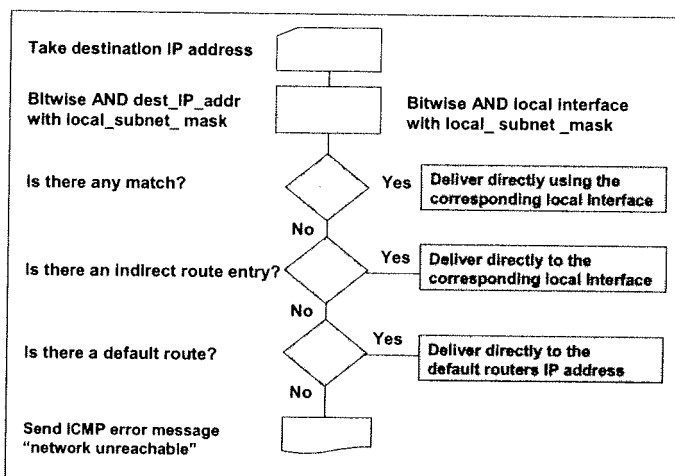 Take destination IP address
Bitwise AND dest_IP_addr
with local_subnet_ mask
Bitwise AND local interface
with local_ subnet _mask
Is there any match?
Yes
Deliver directly using the
corresponding local Interface
No
Is there an indirect route entry?
Yes
Deliver directly to the
corresponding local Interface
No
Is there a default route?
Yes
Deliver directly to the
default routers IP address
No
Send ICMP error message
"network unreachable"